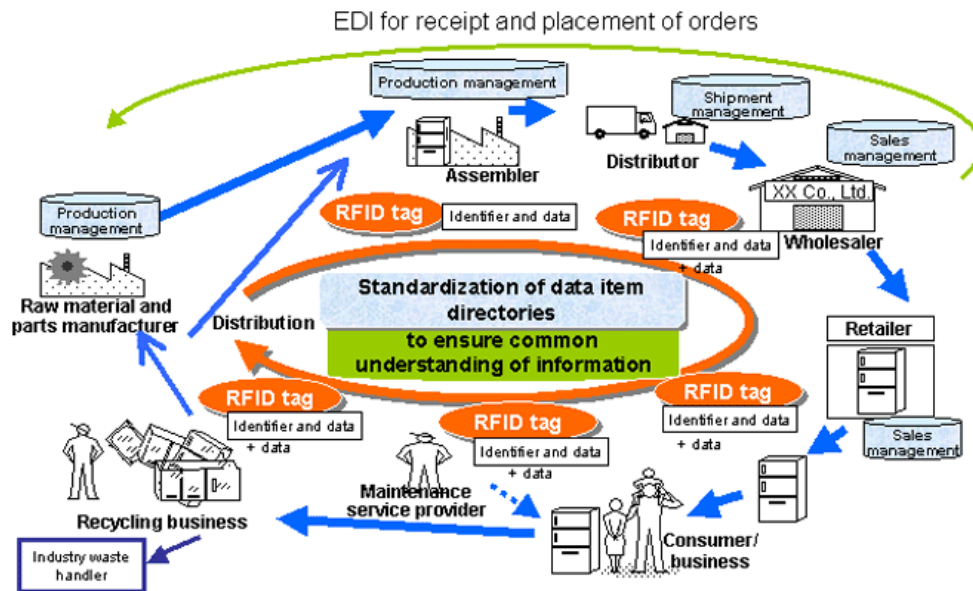 EDI for receipt and placement of orders
Production management
Shipment
management
Sales
management
Assembler
Distributor
XX Co., Ltd.
Wholesaler
Production
management
RFID tag
Identifier and data
RFID tag
Identifier and data
+ data
Raw material and
parts manufacturer
Distribution
Standardization of data item
directories
to ensure common
understanding of information
Retailer
Sales
management
RFID tag
Identifier and data
+ data
RFID tag
Identifier and data
+ data
RFID tag
Identifier and data
+ data
Maintenance
service provider
Recycling business
Consumer/
business
Industry waste
handler